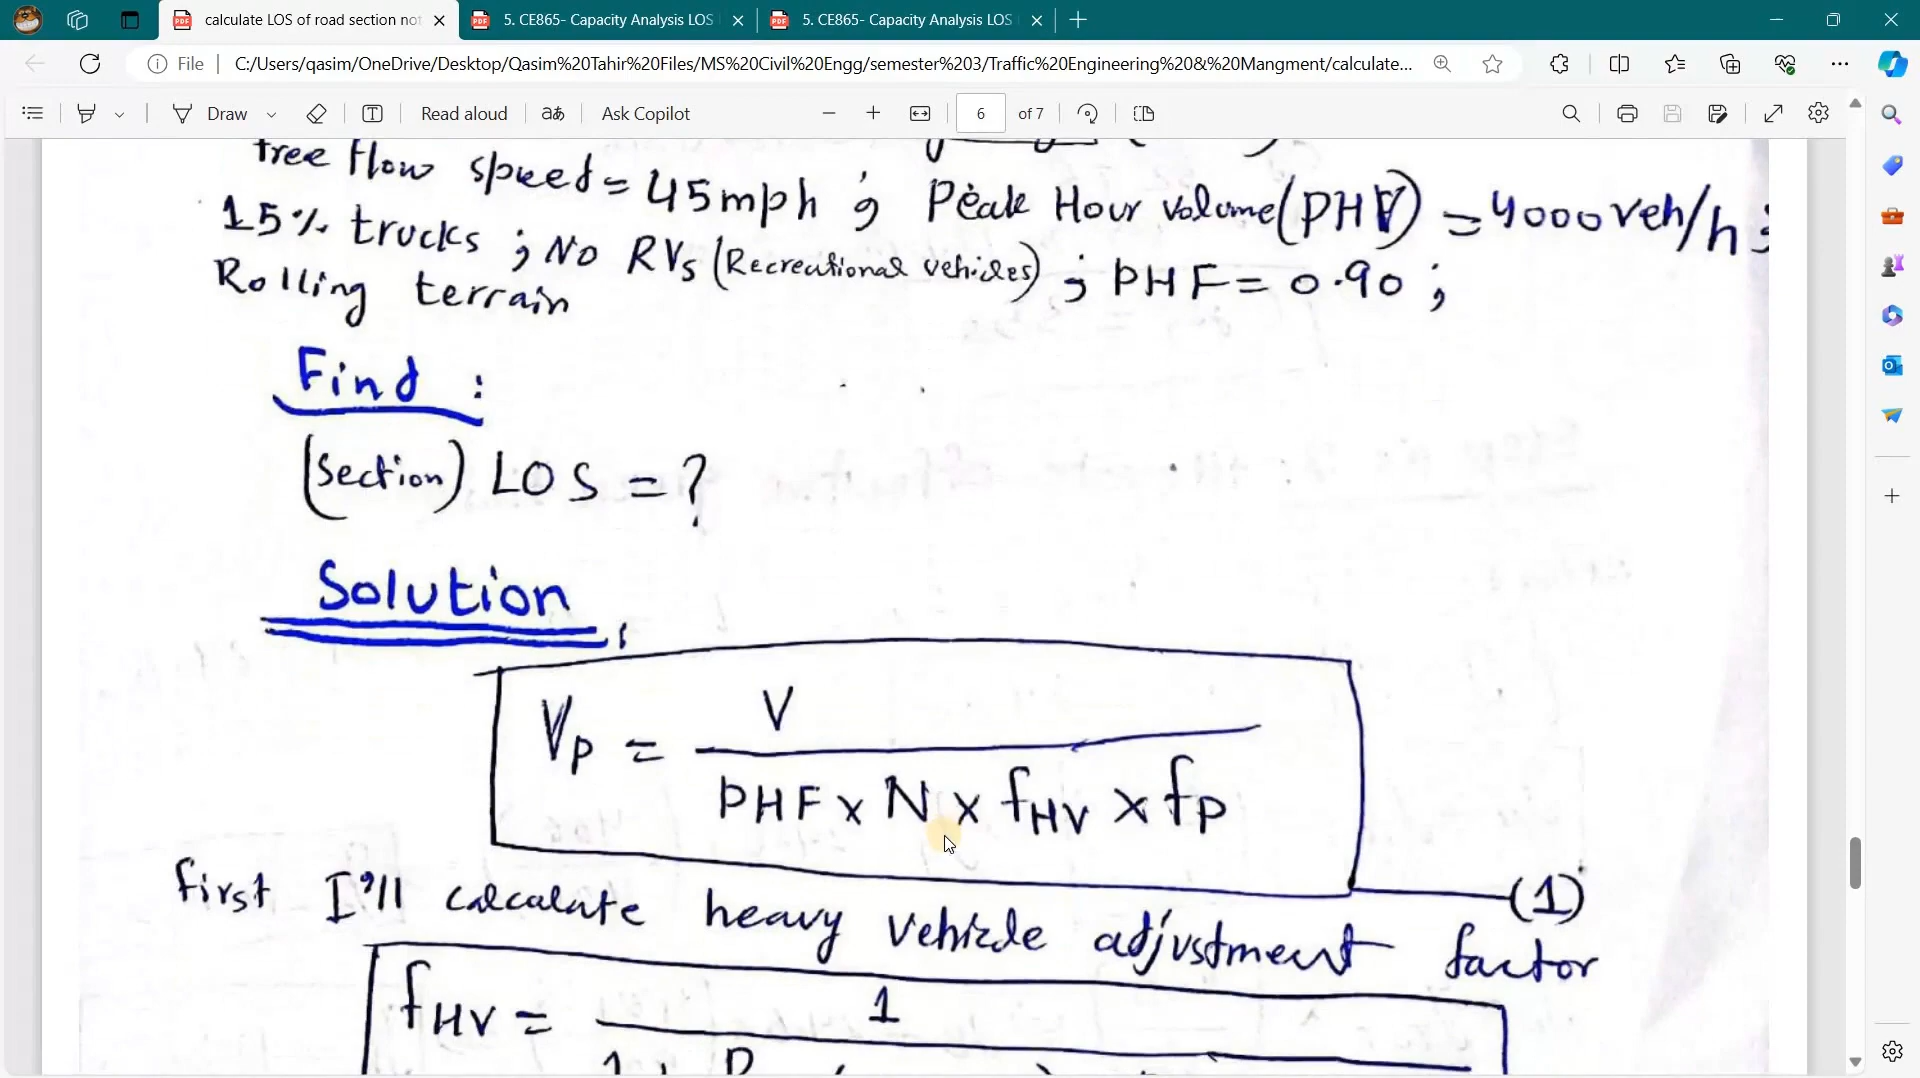 calculate LOS of road section not
5. CE865- Capacity Analysis LOS
5. CE865- Capacity Analysis LOS
File
C:/Users/qasim/OneDrive/Desktop/Qasim%20Tahir%20Files/MS%20Civil%20Engg/semester%203/Traffic%20Engineering%20&%20Mangment/calculate...
Draw
Read aloud
aあ
Ask Copilot
6
of 7
free flow speed = 45mph ; Peak Hour volume(PHV) = 4000 veh/h ;
15% trucks ; No RVs (Recreational vehicles) ; PHF = 0.90 ;
Rolling terrain
Find :
(Section) LOS = ?
Solution :
Vp = V
PHF x N x fHV x fP
(1)
first I'll calculate heavy vehicle adjustment factor
fHV = 1